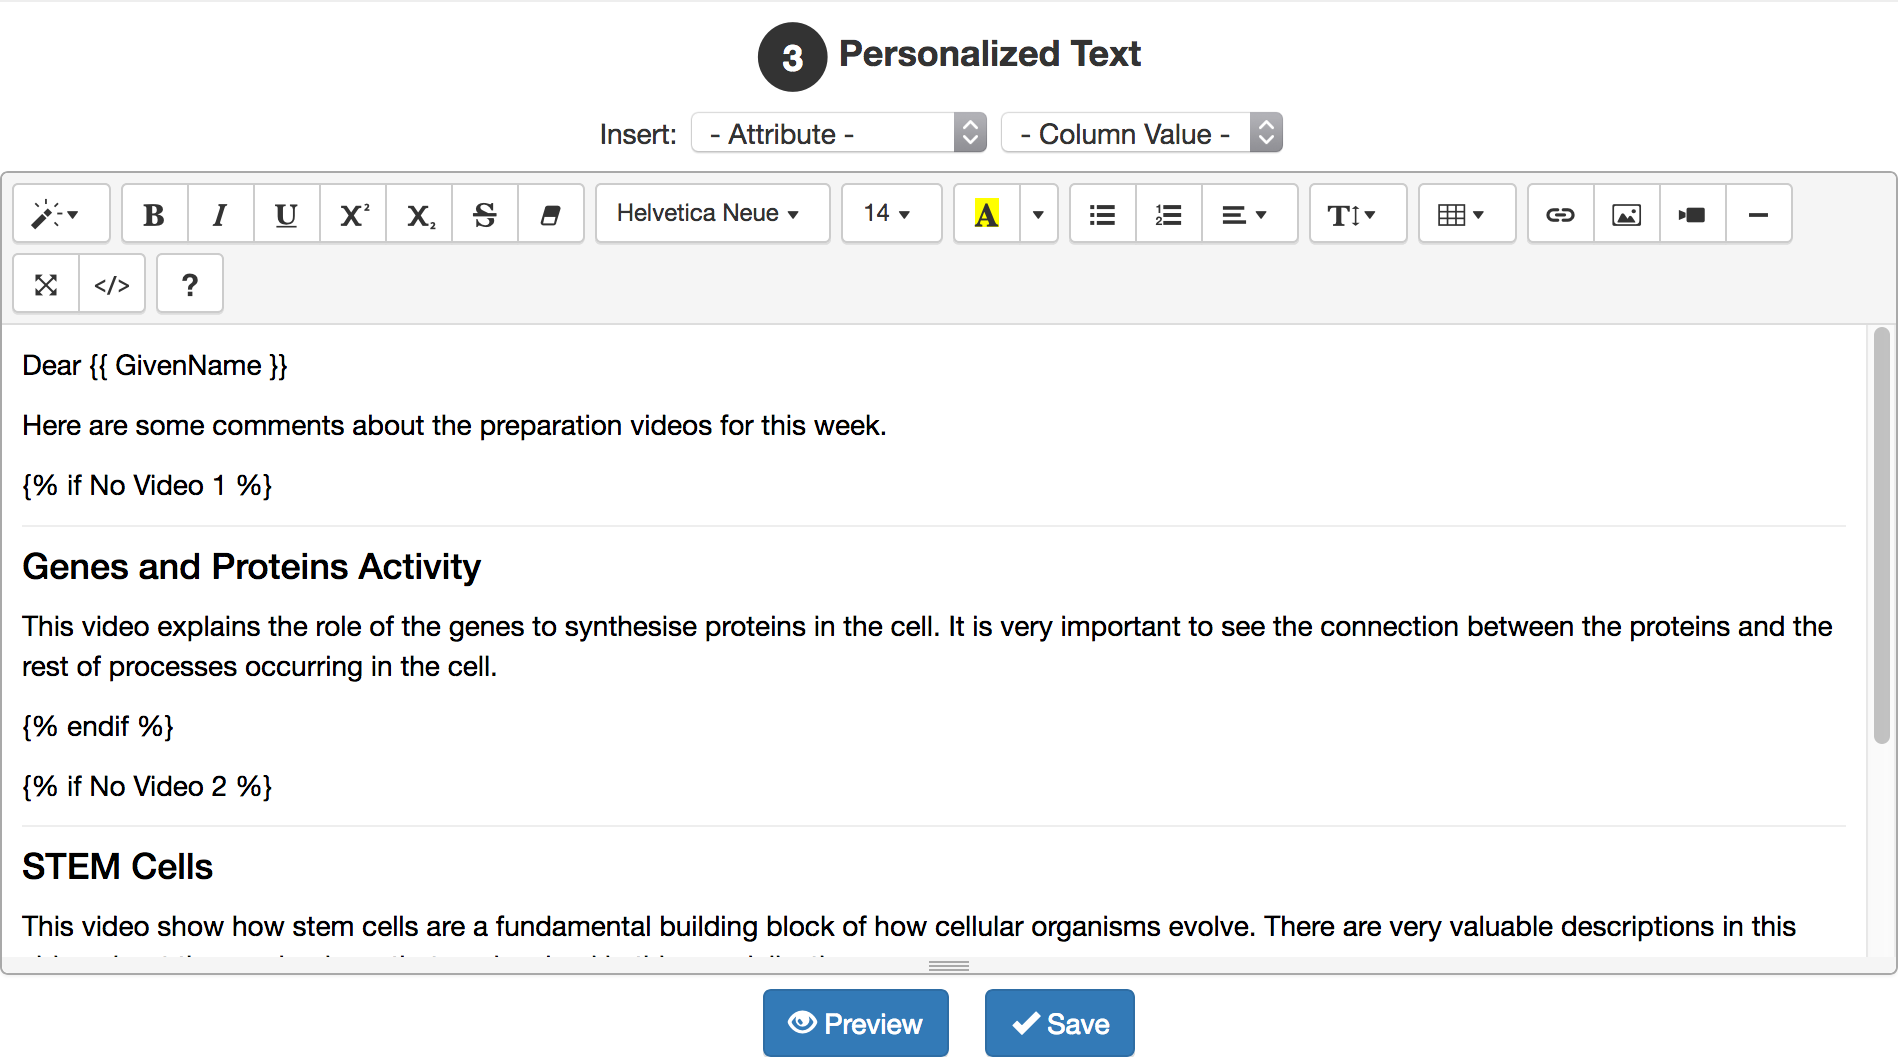 3 Personalized Text
Insert: - Attribute - - Column Value -
B I U X² X₂ S Helvetica Neue 14 A T
</> ?
Dear {{ GivenName }}
Here are some comments about the preparation videos for this week.
{% if No Video 1 %}
Genes and Proteins Activity
This video explains the role of the genes to synthesise proteins in the cell. It is very important to see the connection between the proteins and the
rest of processes occurring in the cell.
{% endif %}
{% if No Video 2 %}
STEM Cells
This video show how stem cells are a fundamental building block of how cellular organisms evolve. There are very valuable descriptions in this
Preview Save